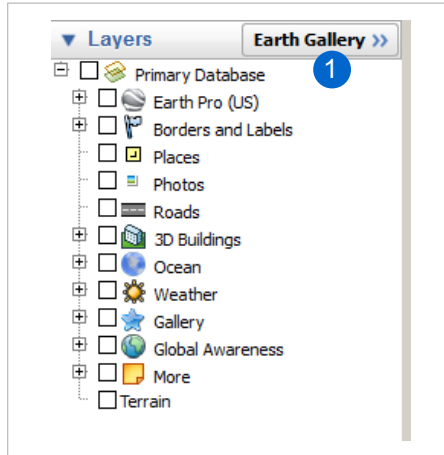 Layers Earth Gallery >>
1
Primary Database
Earth Pro (US)
Borders and Labels
Places
Photos
Roads
3D Buildings
Ocean
Weather
Gallery
Global Awareness
More
Terrain